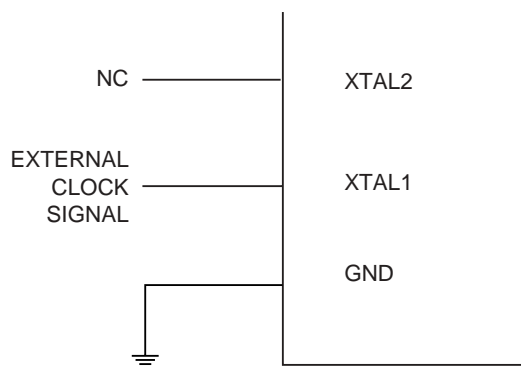 NC
XTAL2
EXTERNAL
CLOCK
SIGNAL
XTAL1
GND